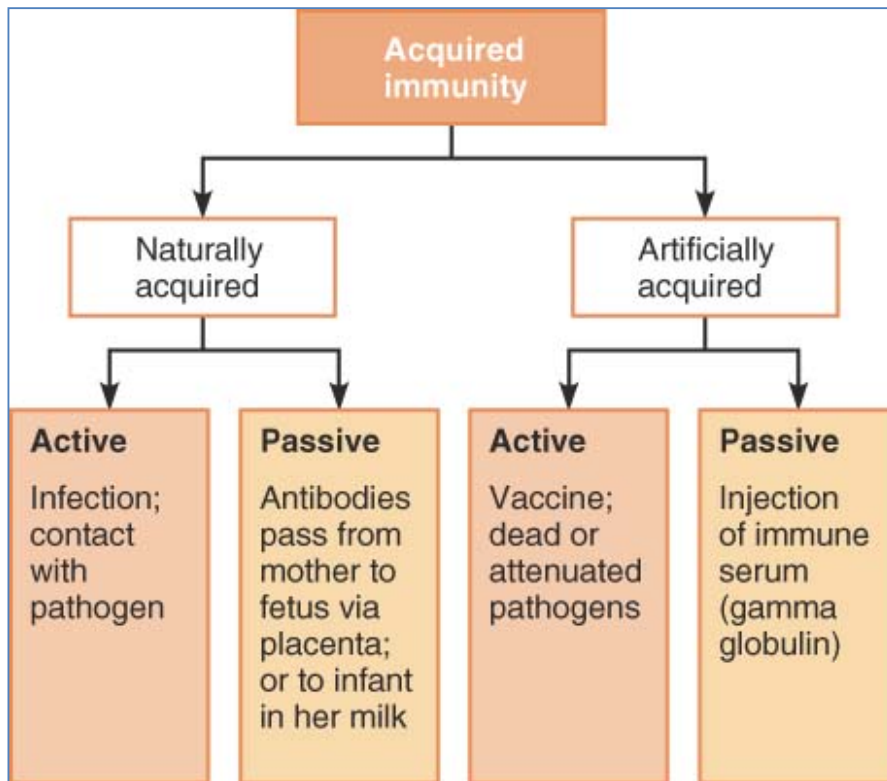 Acquired
immunity
Naturally
acquired
Artificially
acquired
Active
Infection;
contact
with
pathogen
Passive
Antibodies
pass from
mother to
fetus via
placenta;
or to infant
in her milk
Active
Vaccine;
dead or
attenuated
pathogens
Passive
Injection
of immune
serum
(gamma
globulin)